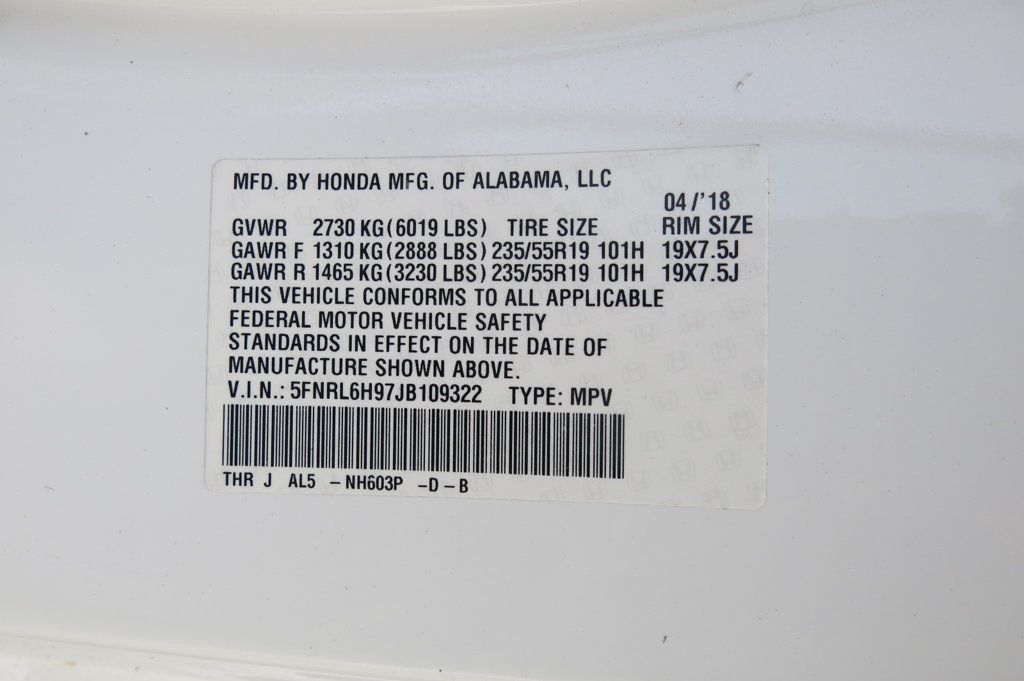 MFD. BY HONDA MFG. OF ALABAMA, LLC
04/'18
GVWR 2730 KG(6019 LBS) TIRE SIZE RIM SIZE
GAWR F 1310 KG(2888 LBS) 235/55R19 101H 19X7.5J
GAWR R 1465 KG(3230 LBS) 235/55R19 101H 19X7.5J
THIS VEHICLE CONFORMS TO ALL APPLICABLE
FEDERAL MOTOR VEHICLE SAFETY
STANDARDS IN EFFECT ON THE DATE OF
MANUFACTURE SHOWN ABOVE.
V.I.N.: 5FNRL6H97JB109322 TYPE: MPV
THR J AL5 -NH603P -D-B